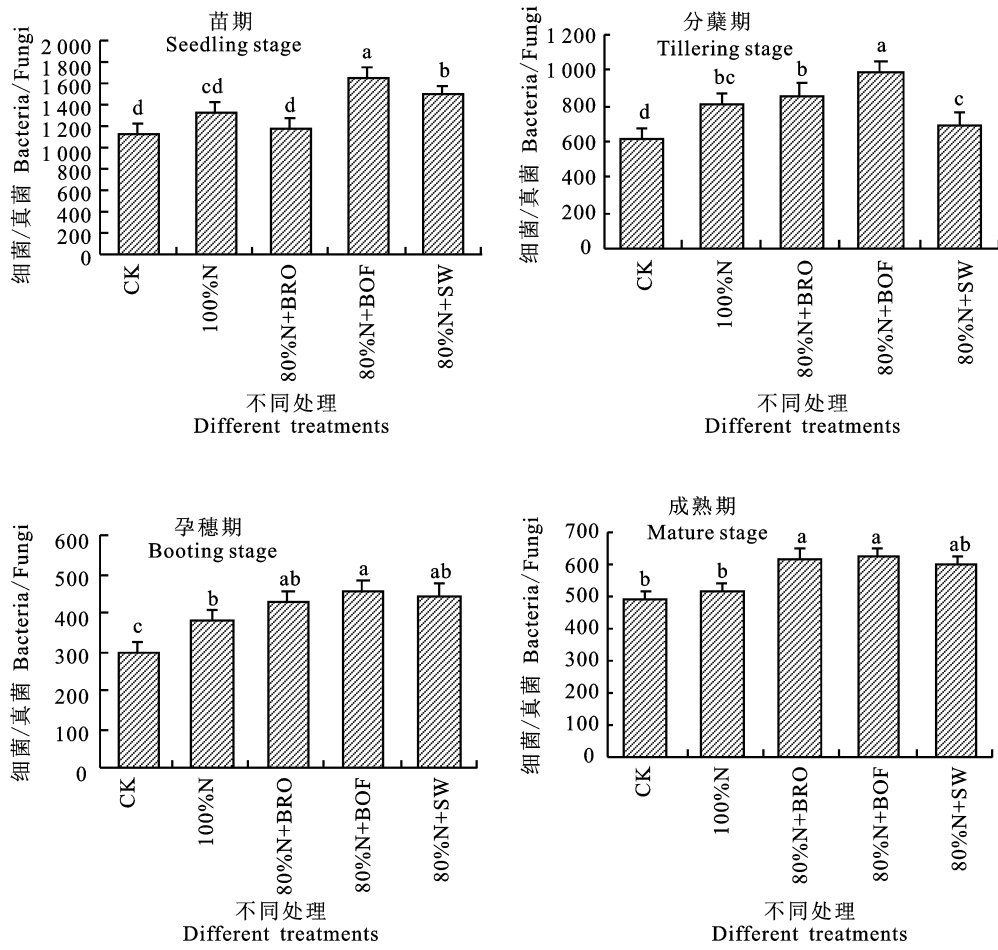 苗期
Seedling stage
细菌/真菌 Bacteria/Fungi
2 000
1 800
1 600
1 400
1 200
1 000
800
600
400
200
0
d
cd
d
a
b
CK
100%N
80%N+BRO
80%N+BOF
80%N+SW
不同处理
Different treatments
分蘖期
Tillering stage
细菌/真菌 Bacteria/Fungi
1 200
1 000
800
600
400
200
0
d
bc
b
a
c
CK
100%N
80%N+BRO
80%N+BOF
80%N+SW
不同处理
Different treatments
孕穗期
Booting stage
细菌/真菌 Bacteria/Fungi
600
500
400
300
200
100
0
c
b
ab
a
ab
CK
100%N
80%N+BRO
80%N+BOF
80%N+SW
不同处理
Different treatments
成熟期
Mature stage
细菌/真菌 Bacteria/Fungi
700
600
500
400
300
200
100
0
b
b
a
a
ab
CK
100%N
80%N+BRO
80%N+BOF
80%N+SW
不同处理
Different treatments